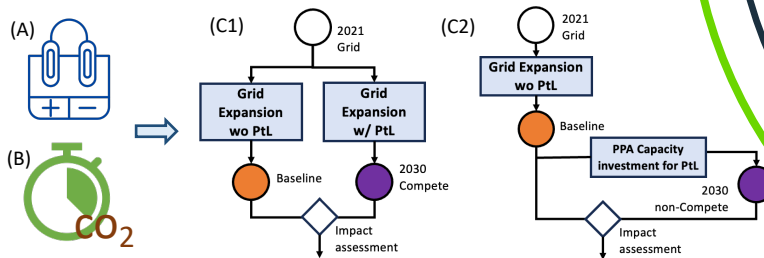 (A)
(B)
CO2
(C1)
2021
Grid
Grid
Expansion
wo PtL
Grid
Expansion
w/ PtL
Baseline
2030
Compete
Impact
assessment
(C2)
2021
Grid
Grid Expansion
wo PtL
Baseline
PPA Capacity
investment for PtL
2030
non-Compete
Impact
assessment